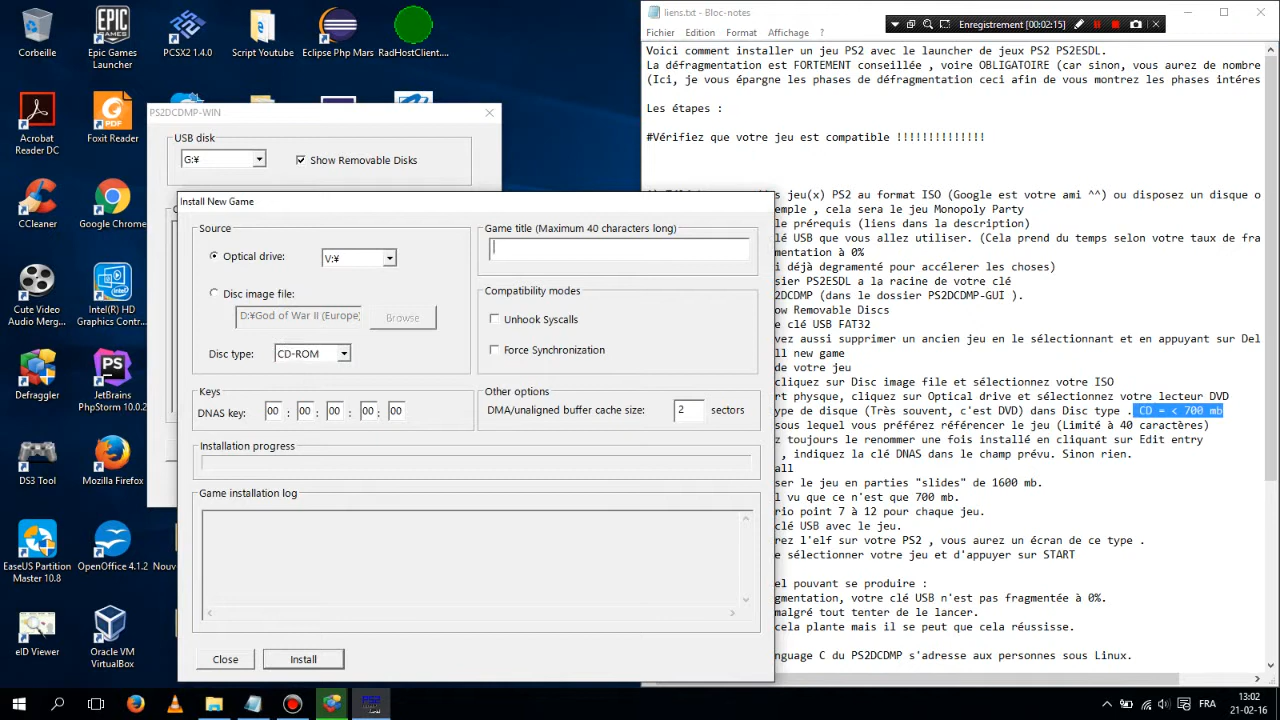 Corbeille
Epic Games
Launcher
PCSX2 1.4.0
Script Youtube
Eclipse Php Mars
RadHostClient....
Acrobat
Reader DC
Foxit Reader
CCleaner
Google Chrome
Cute Video
Audio Merg...
Intel(R) HD
Graphics Contr...
Defraggler
JetBrains
PhpStorm 10.0.2
DS3 Tool
Mozilla Firefox
EaseUS Partition
Master 10.8
OpenOffice 4.1.2
Nouv
eID Viewer
Oracle VM
VirtualBox
PS2DCDMP-WIN
USB disk
G:¥
Show Removable Disks
Install New Game
Source
Optical drive:
V:¥
Disc image file:
D:¥God of War II (Europe)
Browse
Disc type:
CD-ROM
Keys
DNAS key:
00 : 00 : 00 : 00 : 00
Game title (Maximum 40 characters long)
Compatibility modes
Unhook Syscalls
Force Synchronization
Other options
DMA/unaligned buffer cache size:
2
sectors
Installation progress
Game installation log
Close
Install
liens.txt - Bloc-notes
Enregistrement [00:02:15]
Fichier
Edition
Format
Affichage
?
Voici comment installer un jeu PS2 avec le launcher de jeux PS2 PS2ESDL.
La défragmentation est FORTEMENT conseillée , voire OBLIGATOIRE (car sinon, vous aurez de nombre
(Ici, je vous épargne les phases de défragmentation ceci afin de vous montrez les phases intéres
Les étapes :
#Vérifiez que votre jeu est compatible !!!!!!!!!!!!!!
jeu(x) PS2 au format ISO (Google est votre ami ^^) ou disposez un disque o
emple , cela sera le jeu Monopoly Party
le prérequis (liens dans la description)
lé USB que vous allez utiliser. (Cela prend du temps selon votre taux de fra
ntation à 0%
i déjà degramenté pour accélerer les choses)
sier PS2ESDL a la racine de votre clé
2DCDMP (dans le dossier PS2DCDMP-GUI ).
ow Removable Discs
e clé USB FAT32
vez aussi supprimer un ancien jeu en le sélectionnant et en appuyant sur Del
ll new game
de votre jeu
cliquez sur Disc image file et sélectionnez votre ISO
rt physque, cliquez sur Optical drive et sélectionnez votre lecteur DVD
ype de disque (Très souvent, c'est DVD) dans Disc type . CD = < 700 mb
sous lequel vous préférez référencer le jeu (Limité à 40 caractères)
z toujours le renommer une fois installé en cliquant sur Edit entry
, indiquez la clé DNAS dans le champ prévu. Sinon rien.
all
ser le jeu en parties "slides" de 1600 mb.
l vu que ce n'est que 700 mb.
rio point 7 à 12 pour chaque jeu.
clé USB avec le jeu.
rez l'elf sur votre PS2 , vous aurez un écran de ce type .
e sélectionner votre jeu et d'appuyer sur START
el pouvant se produire :
gmentation, votre clé USB n'est pas fragmentée à 0%.
malgré tout tenter de le lancer.
cela plante mais il se peut que cela réussisse.
nguage C du PS2DCDMP s'adresse aux personnes sous Linux.
FRA
13:02
21-02-16